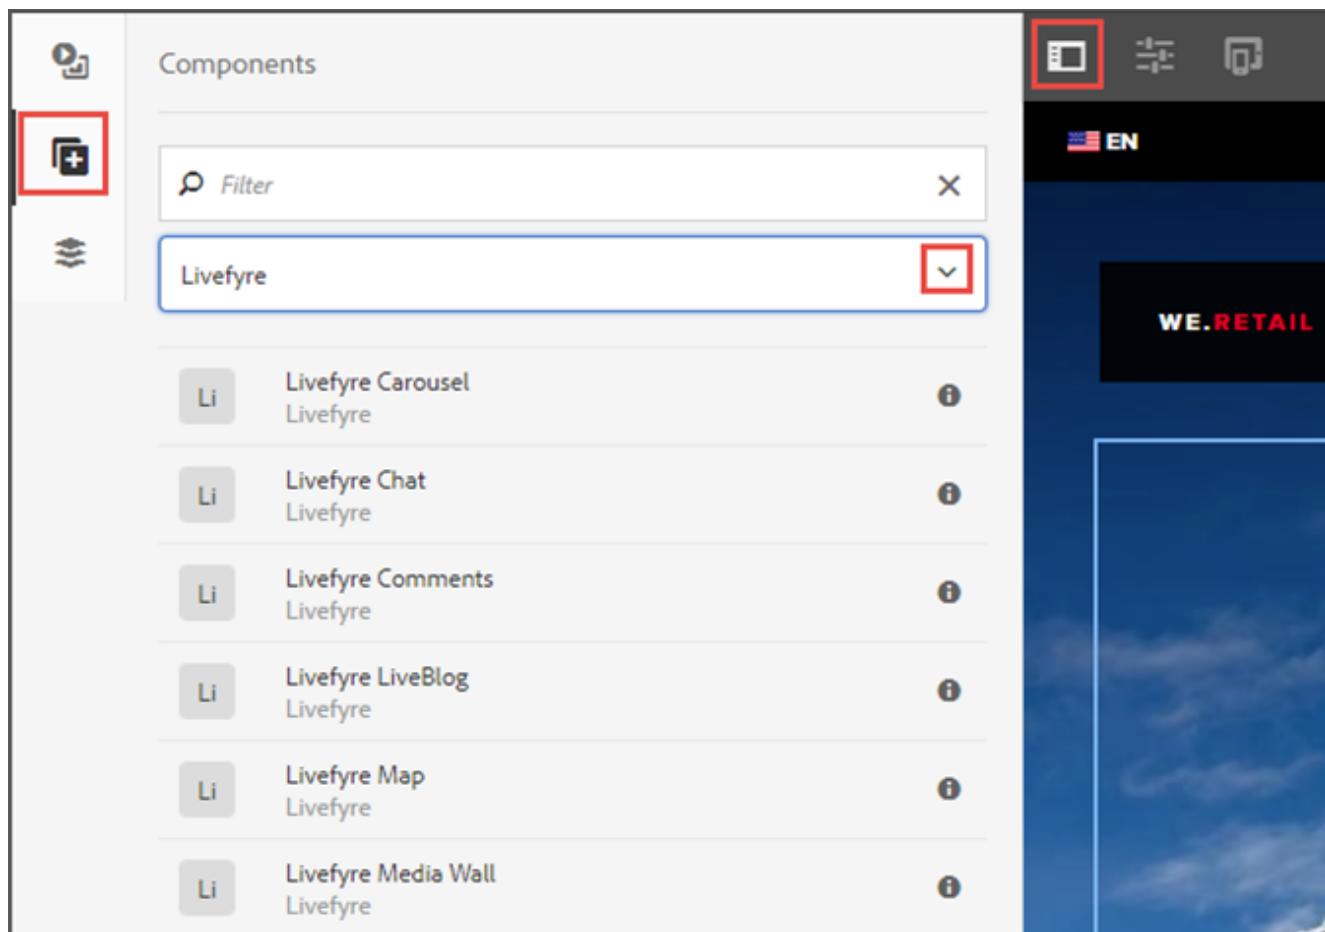 Components
Filter
Livefyre
Li
Livefyre Carousel
Livefyre
Li
Livefyre Chat
Livefyre
Li
Livefyre Comments
Livefyre
Li
Livefyre LiveBlog
Livefyre
Li
Livefyre Map
Livefyre
Li
Livefyre Media Wall
Livefyre
EN
WE.RETAIL